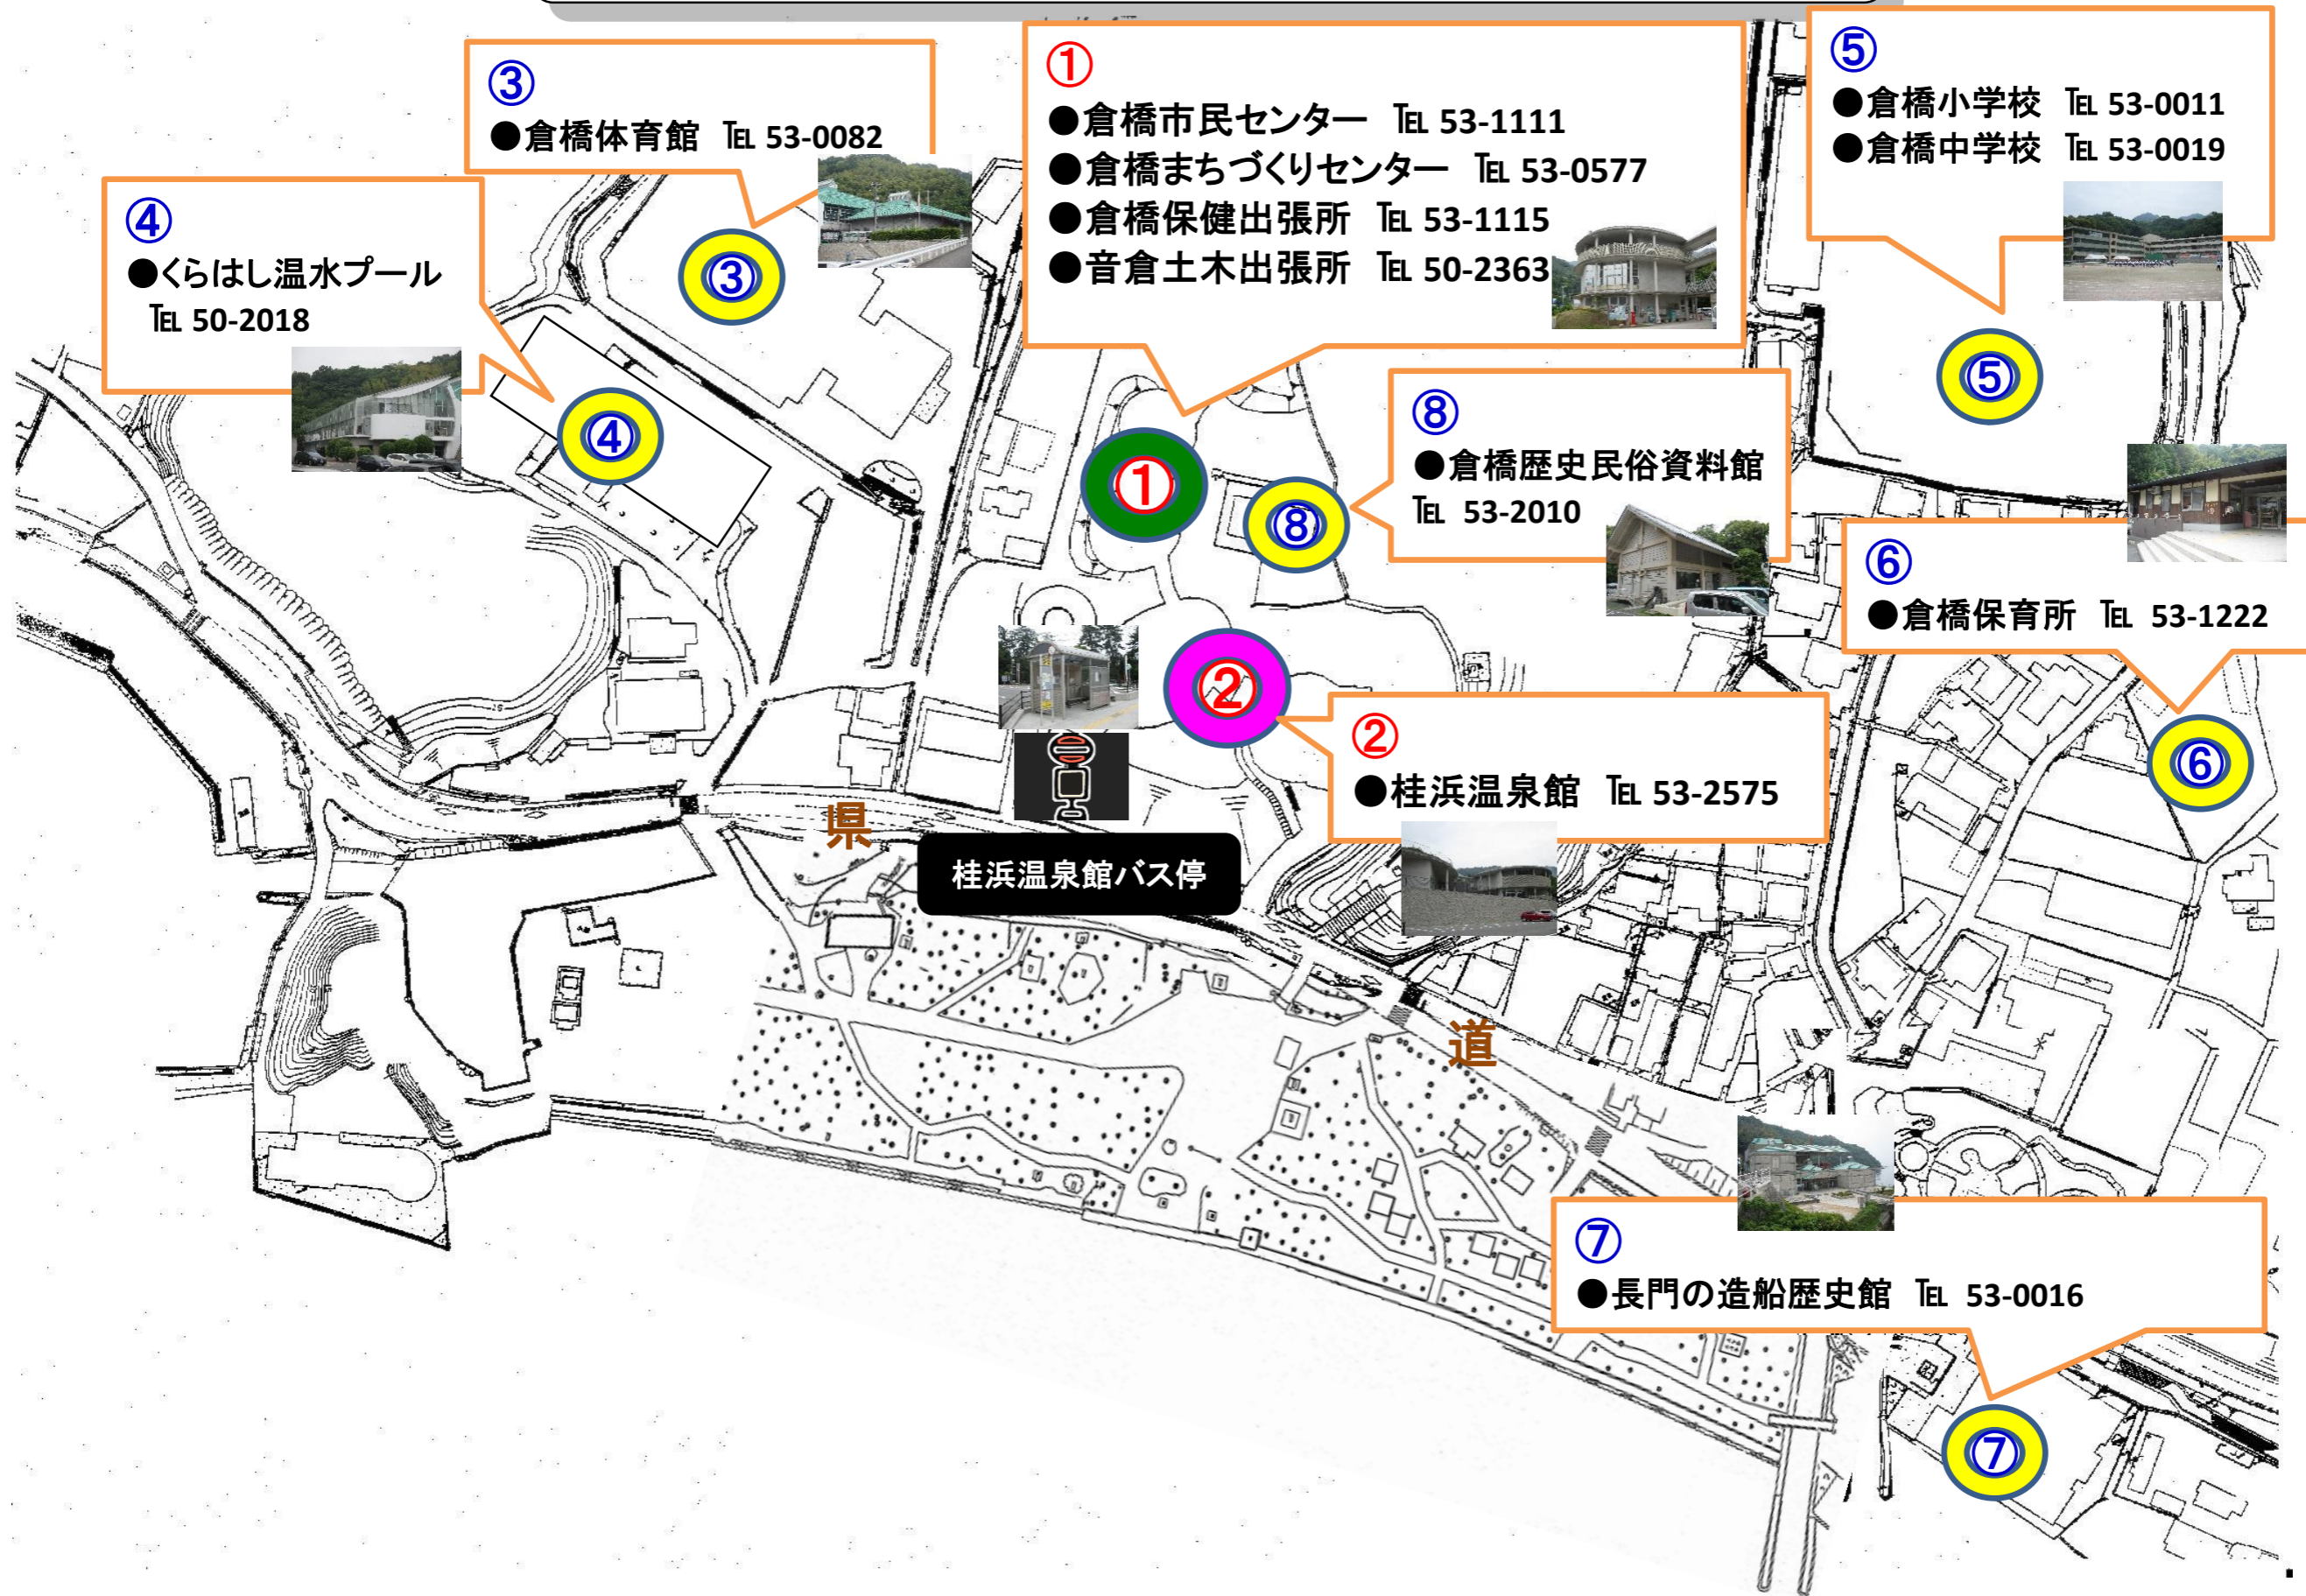 ③
●倉橋体育館 ℡ 53-0082
①
●倉橋市民センター ℡ 53-1111
●倉橋まちづくりセンター ℡ 53-0577
●倉橋保健出張所 ℡ 53-1115
●音倉土木出張所 ℡ 50-2363
⑤
●倉橋小学校 ℡ 53-0011
●倉橋中学校 ℡ 53-0019
④
●くらはし温水プール
℡ 50-2018
③
⑤
④
①
⑧
●倉橋歴史民俗資料館
℡ 53-2010
⑧
⑥
●倉橋保育所 ℡ 53-1222
②
②
●桂浜温泉館 ℡ 53-2575
⑥
県
桂浜温泉館バス停
道
⑦
●長門の造船歴史館 ℡ 53-0016
⑦